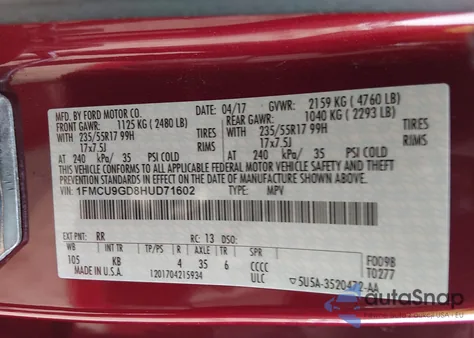 MFD. BY FORD MOTOR CO.
DATE: 04/17 GVWR: 2159 KG ( 4760 LB)
FRONT GAWR: 1125 KG ( 2480 LB) REAR GAWR: 1040 KG ( 2293 LB)
WITH 235/55R17 99H TIRES WITH 235/55R17 99H TIRES
17x7.5J RIMS 17x7.5J RIMS
AT 240 kPa/ 35 PSI COLD AT 240 kPa/ 35 PSI COLD
THIS VEHICLE CONFORMS TO ALL APPLICABLE FEDERAL MOTOR VEHICLE SAFETY AND THEFT
PREVENTION STANDARDS IN EFFECT ON THE DATE OF MANUFACTURE SHOWN ABOVE.
VIN: 1FMCU9GD8HUD71602 TYPE: MPV
EXT PNT: RR RC: 13 DSO:
WB INT TR TP/PS R AXLE TR SPR
105 KB 4 35 6 CCCC F0D9B
MADE IN U.S.A. 1201704215934 ULC T0277
5U5A-3520472-AA
autoSnap